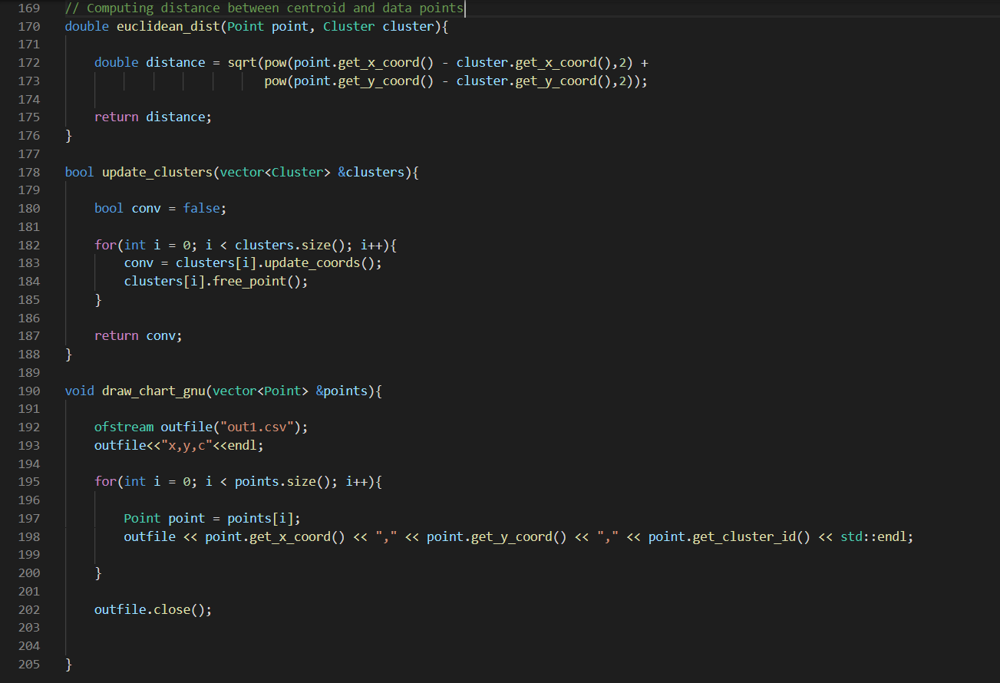 169 // Computing distance between centroid and data points
170 double euclidean_dist(Point point, Cluster cluster){
171
172     double distance = sqrt(pow(point.get_x_coord() - cluster.get_x_coord(),2) +
173                            pow(point.get_y_coord() - cluster.get_y_coord(),2));
174
175     return distance;
176 }
177
178 bool update_clusters(vector<Cluster> &clusters){
179
180     bool conv = false;
181
182     for(int i = 0; i < clusters.size(); i++){
183         conv = clusters[i].update_coords();
184         clusters[i].free_point();
185     }
186
187     return conv;
188 }
189
190 void draw_chart_gnu(vector<Point> &points){
191
192     ofstream outfile("out1.csv");
193     outfile<<"x,y,c"<<endl;
194
195     for(int i = 0; i < points.size(); i++){
196
197         Point point = points[i];
198         outfile << point.get_x_coord() << "," << point.get_y_coord() << "," << point.get_cluster_id() << std::endl;
199
200     }
201
202     outfile.close();
203
204
205 }